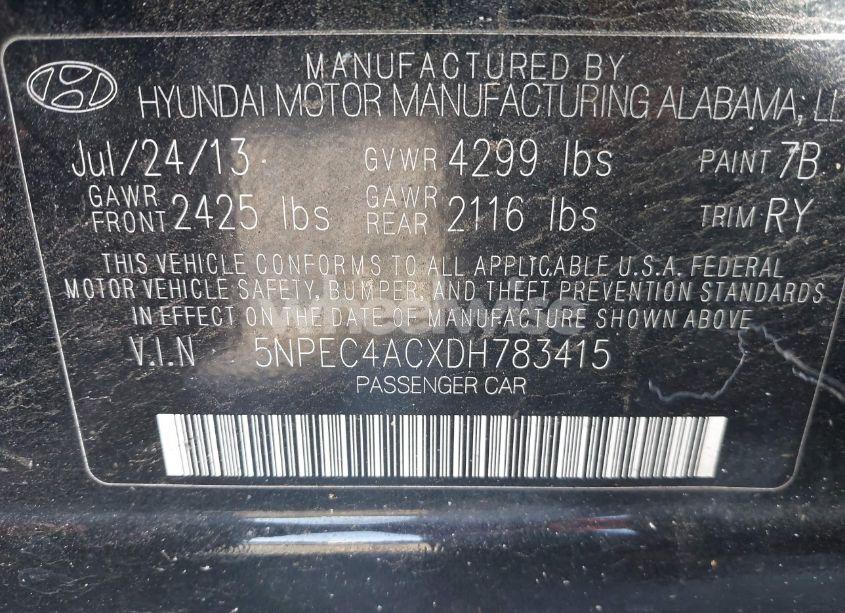 MANUFACTURED BY
HYUNDAI MOTOR MANUFACTURING ALABAMA, LL
Jul/24/13 GVWR 4299 lbs PAINT 7B
GAWR FRONT 2425 lbs GAWR REAR 2116 lbs TRIM RY
THIS VEHICLE CONFORMS TO ALL APPLICABLE U.S.A. FEDERAL
MOTOR VEHICLE SAFETY, BUMPER, AND THEFT PREVENTION STANDARDS
IN EFFECT ON THE DATE OF MANUFACTURE SHOWN ABOVE
V.I.N 5NPEC4ACXDH783415
PASSENGER CAR